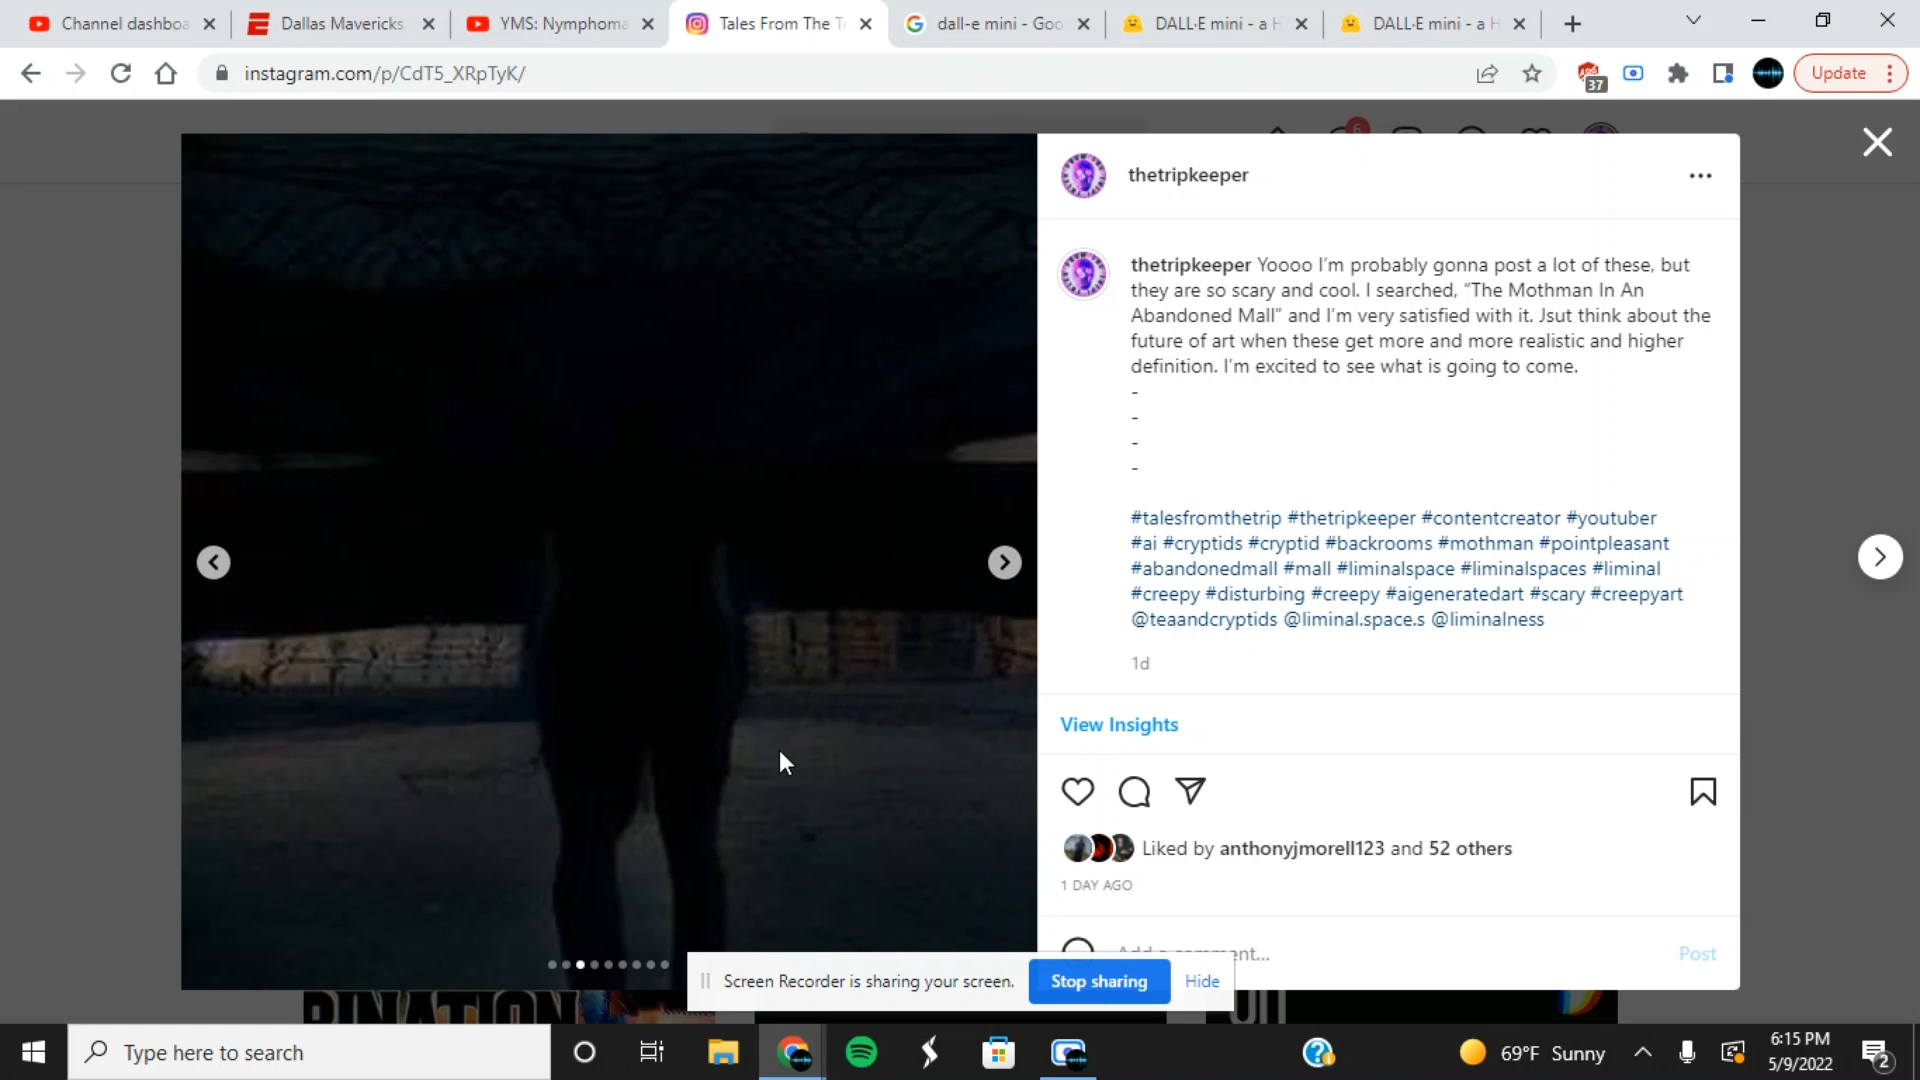 Channel dashboa
Dallas Mavericks
YMS: Nymphoma
Tales From The T
dall-e mini - Goo
DALL·E mini - a H
DALL·E mini - a H
instagram.com/p/CdT5_XRpTyK/
37
Update
6
thetripkeeper
thetripkeeper Yoooo I'm probably gonna post a lot of these, but
they are so scary and cool. I searched, “The Mothman In An
Abandoned Mall” and I'm very satisfied with it. Jsut think about the
future of art when these get more and more realistic and higher
definition. I'm excited to see what is going to come.
-
-
-
-
#talesfromthetrip #thetripkeeper #contentcreator #youtuber
#ai #cryptids #cryptid #backrooms #mothman #pointpleasant
#abandonedmall #mall #liminalspace #liminalspaces #liminal
#creepy #disturbing #creepy #aigeneratedart #scary #creepyart
@teaandcryptids @liminal.space.s @liminalness
1d
View Insights
Liked by anthonyjmorell123 and 52 others
1 DAY AGO
Add a comment...
Post
Screen Recorder is sharing your screen.
Stop sharing
Hide
Type here to search
69°F Sunny
6:15 PM
5/9/2022
2